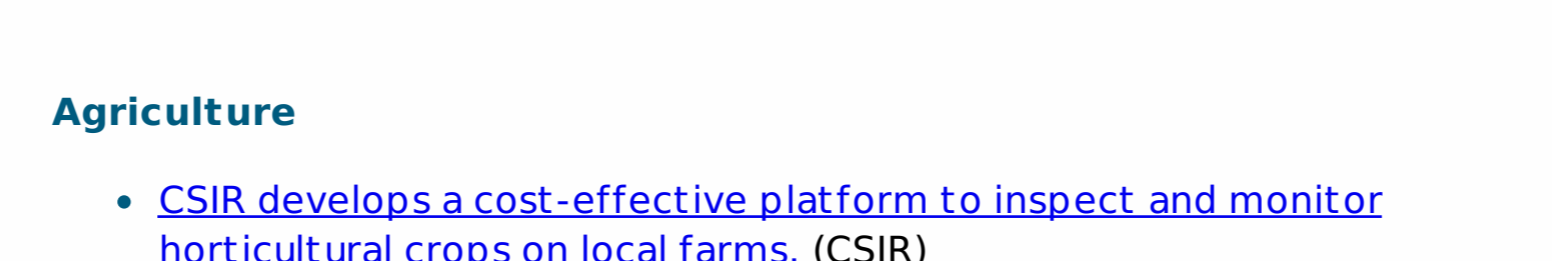 Agriculture
• CSIR develops a cost-effective platform to inspect and monitor
horticultural crops on local farms. (CSIR)